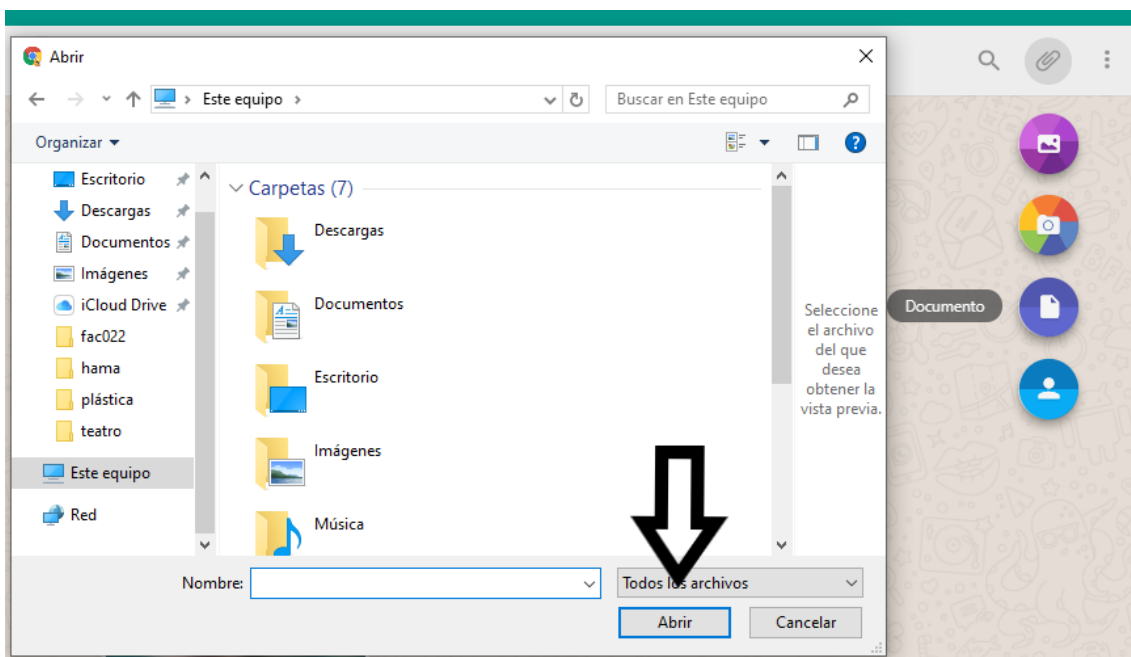 Abrir
Este equipo
Buscar en Este equipo
Organizar
Escritorio
Descargas
Documentos
Imágenes
iCloud Drive
fac022
hama
plástica
teatro
Este equipo
Red
Carpetas (7)
Descargas
Documentos
Escritorio
Imágenes
Música
Seleccione
el archivo
del que
desea
obtener la
vista previa.
Documento
Nombre:
Todos los archivos
Abrir
Cancelar